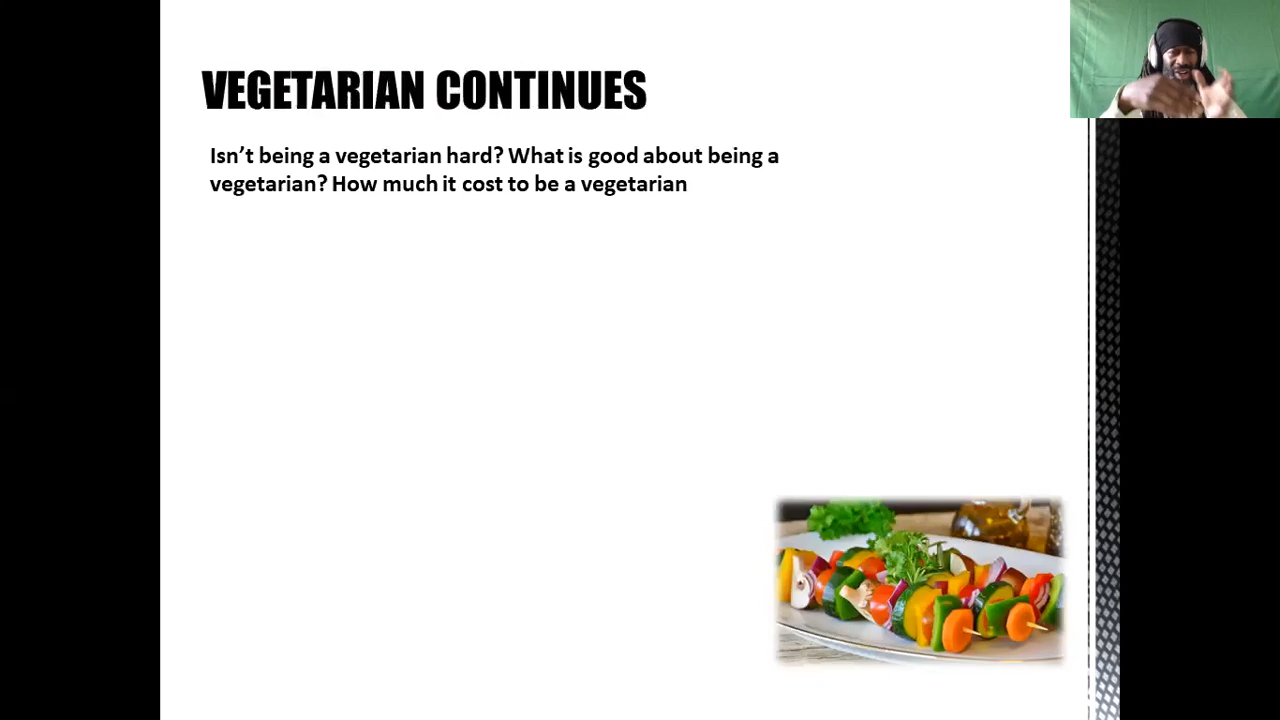 VEGETARIAN CONTINUES
Isn’t being a vegetarian hard? What is good about being a
vegetarian? How much it cost to be a vegetarian